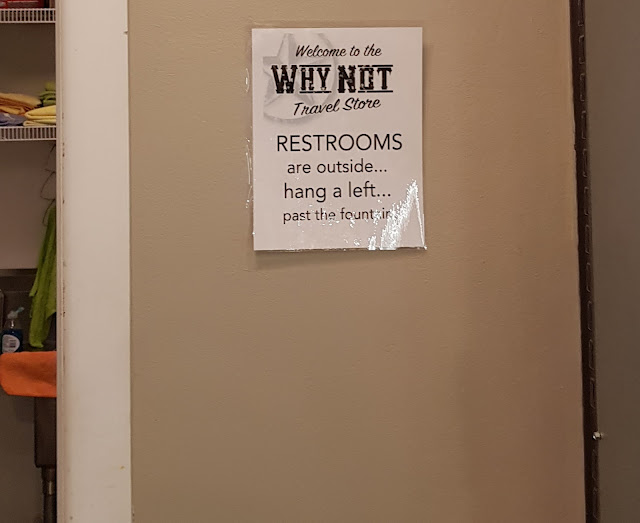 Welcome to the
WHY NOT
Travel Store
RESTROOMS
are outside...
hang a left...
past the fountain